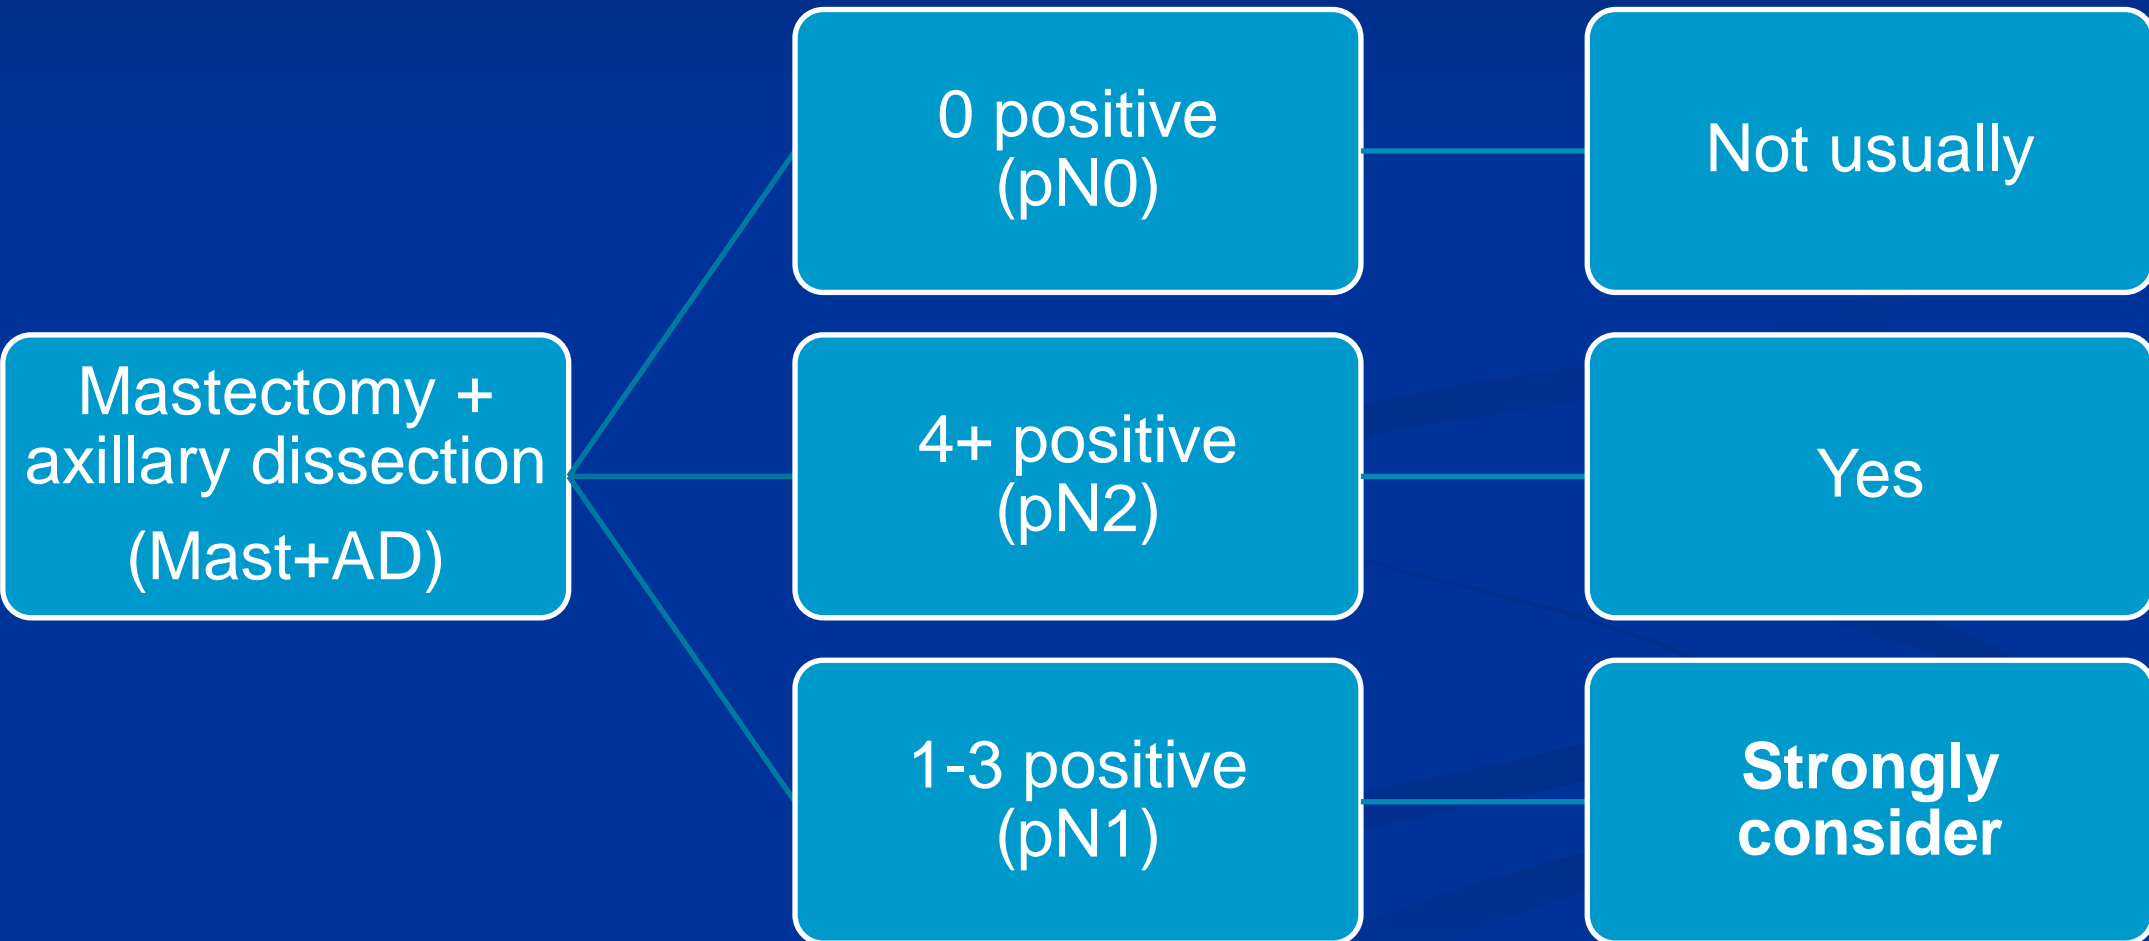 Mastectomy +
axillary dissection
(Mast+AD)
0 positive
(pN0)
Not usually
4+ positive
(pN2)
Yes
1-3 positive
(pN1)
Strongly
consider